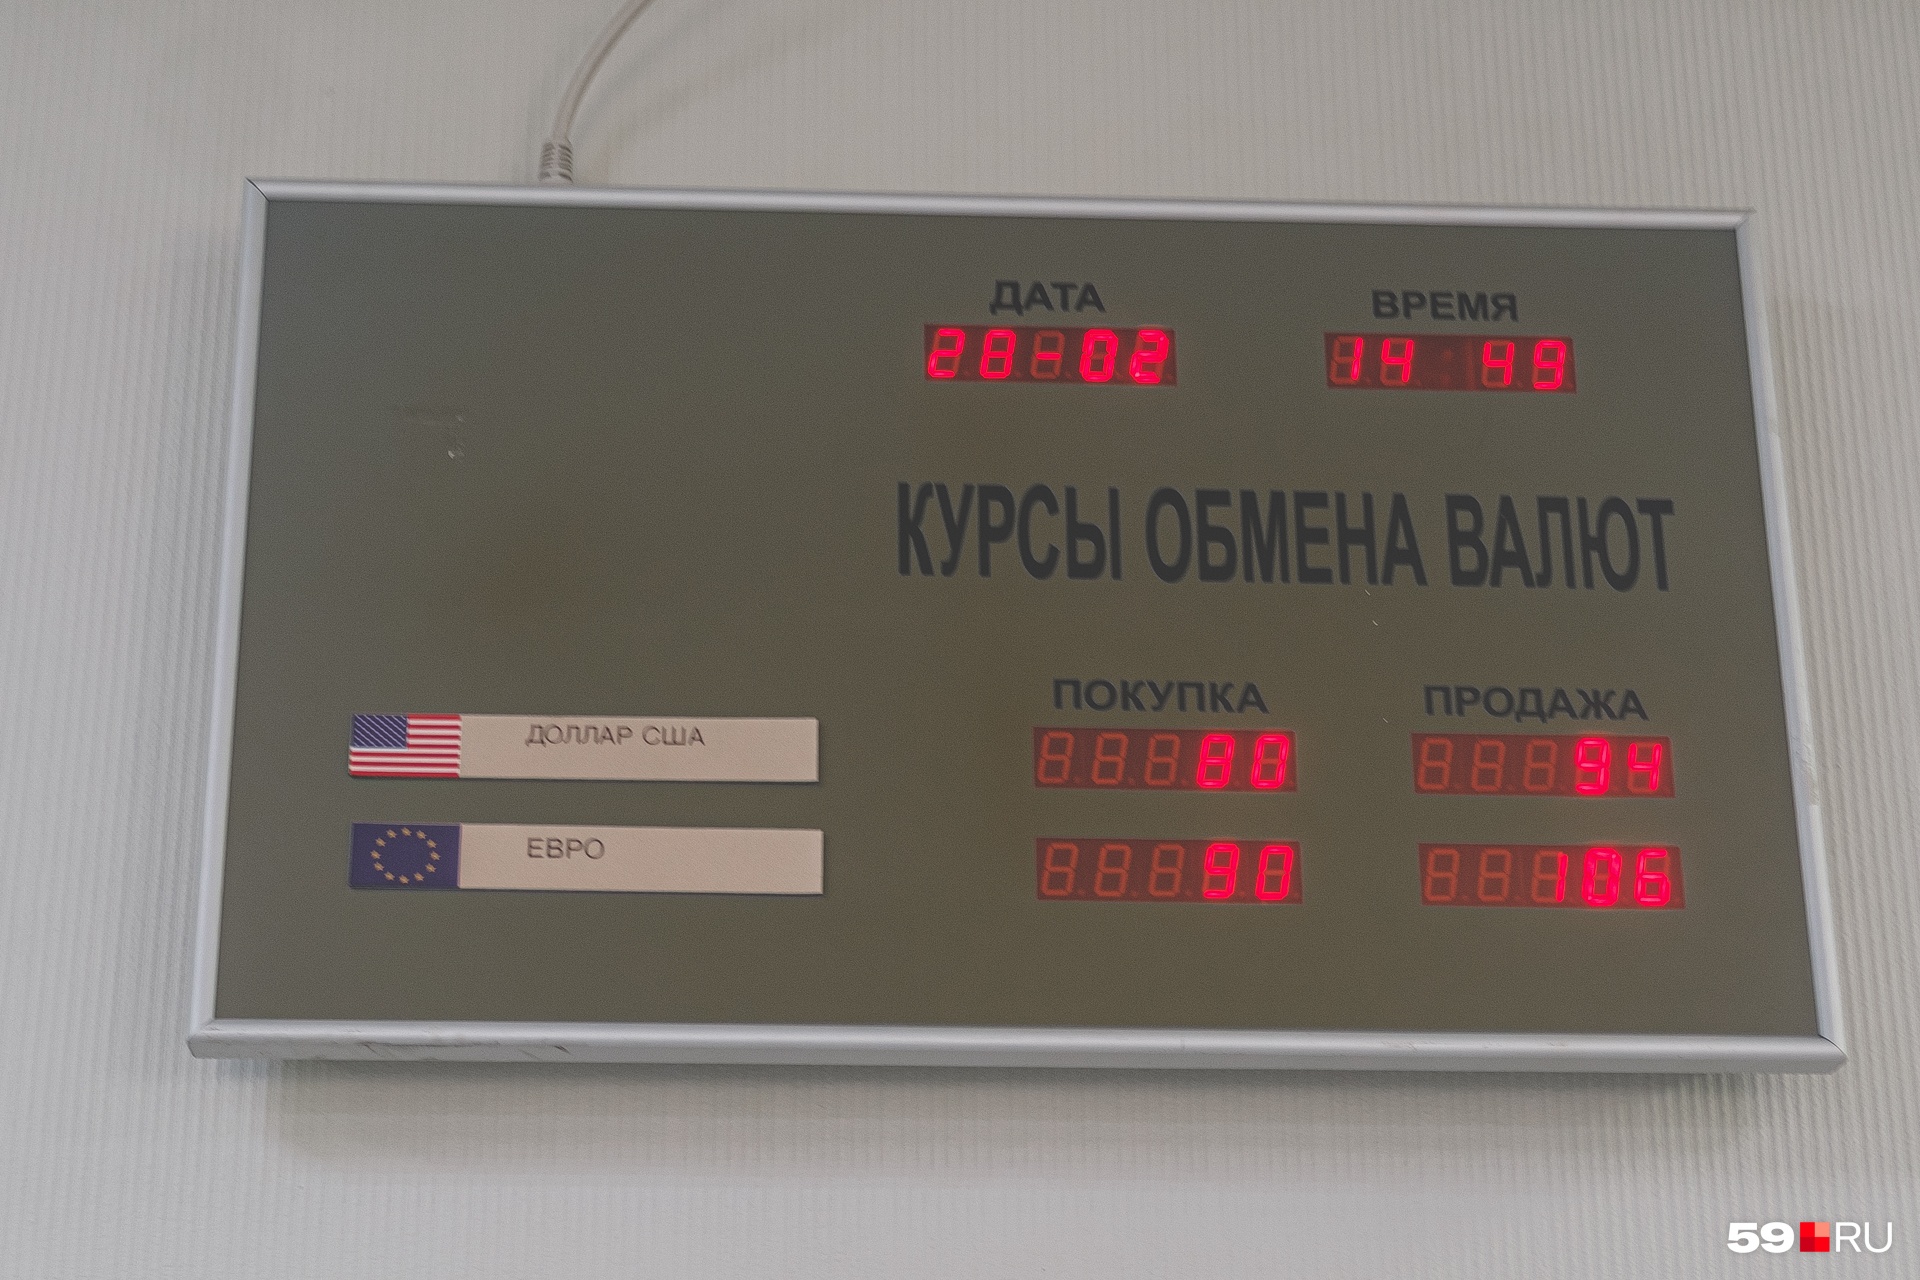 ДАТА ВРЕМЯ
28-02 14 49
КУРСЫ ОБМЕНА ВАЛЮТ
ПОКУПКА ПРОДАЖА
ДОЛЛАР США 80 94
ЕВРО 90 106
59.RU